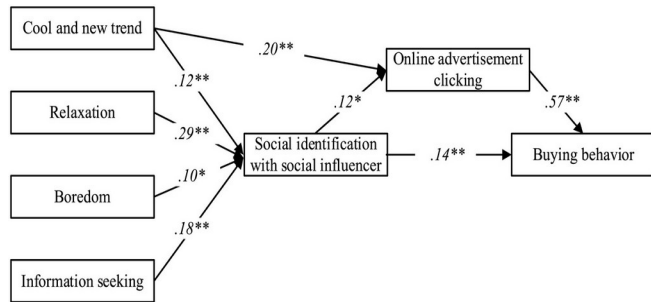 Cool and new trend
.20**
Online advertisement
clicking
.12**
.12*
.57**
Relaxation
.29**
Social identification
with social influencer
.14**
Buying behavior
.10*
Boredom
.18**
Information seeking